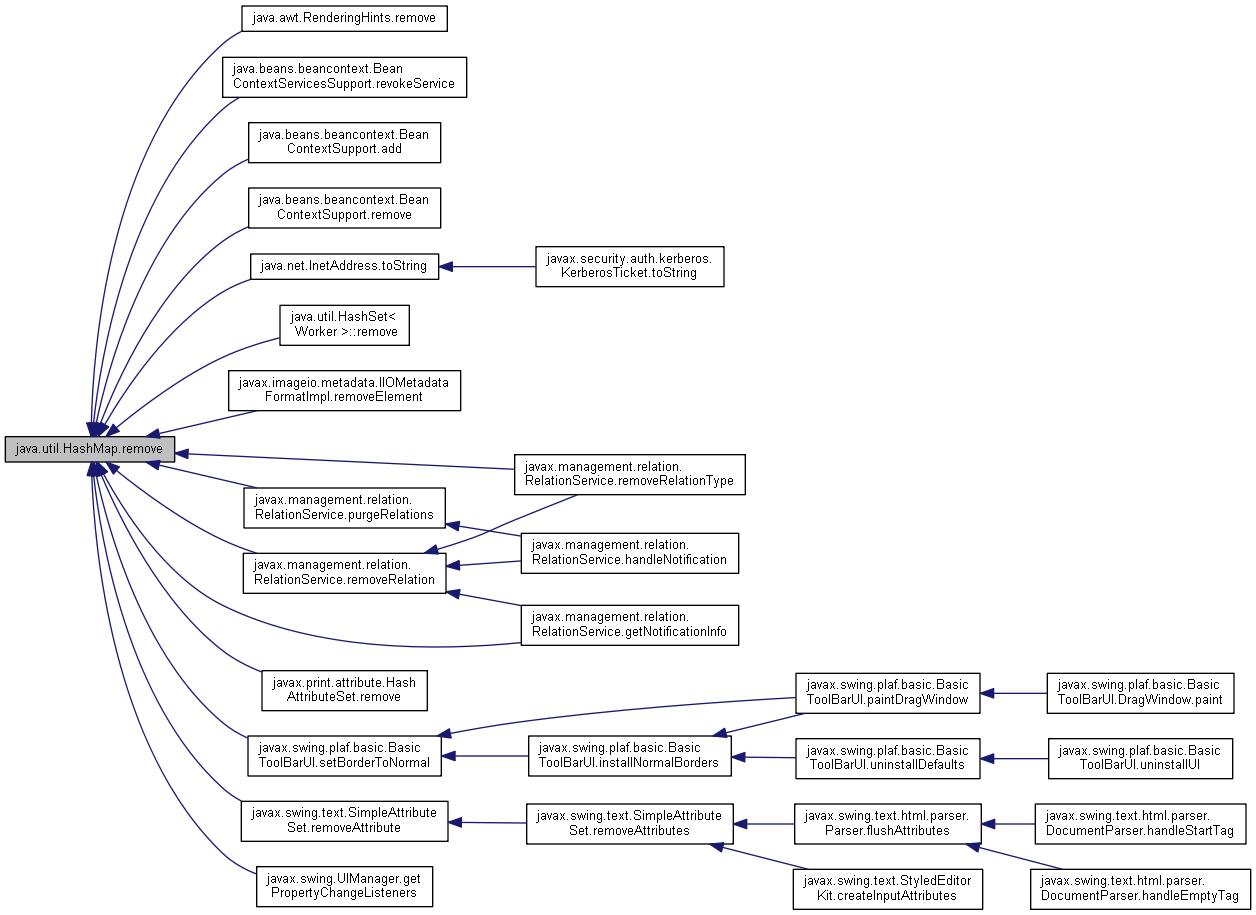 java.awt.RenderingHints.remove
java.beans.beancontext.Bean
ContextServicesSupport.revokeService
java.beans.beancontext.Bean
ContextSupport.add
java.beans.beancontext.Bean
ContextSupport.remove
java.net.InetAddress.toString
javax.security.auth.kerberos.
KerberosTicket.toString
java.util.HashSet<
Worker >::remove
javax.imageio.metadata.IIOMetadata
FormatImpl.removeElement
java.util.HashMap.remove
javax.management.relation.
RelationService.removeRelationType
javax.management.relation.
RelationService.purgeRelations
javax.management.relation.
RelationService.handleNotification
javax.management.relation.
RelationService.removeRelation
javax.management.relation.
RelationService.getNotificationInfo
javax.print.attribute.Hash
AttributeSet.remove
javax.swing.plaf.basic.Basic
ToolBarUI.paintDragWindow
javax.swing.plaf.basic.Basic
ToolBarUI.DragWindow.paint
javax.swing.plaf.basic.Basic
ToolBarUI.setBorderToNormal
javax.swing.plaf.basic.Basic
ToolBarUI.installNormalBorders
javax.swing.plaf.basic.Basic
ToolBarUI.uninstallDefaults
javax.swing.plaf.basic.Basic
ToolBarUI.uninstallUI
javax.swing.text.SimpleAttribute
Set.removeAttribute
javax.swing.text.SimpleAttribute
Set.removeAttributes
javax.swing.text.html.parser.
Parser.flushAttributes
javax.swing.text.html.parser.
DocumentParser.handleStartTag
javax.swing.UIManager.get
PropertyChangeListeners
javax.swing.text.StyledEditor
Kit.createInputAttributes
javax.swing.text.html.parser.
DocumentParser.handleEmptyTag